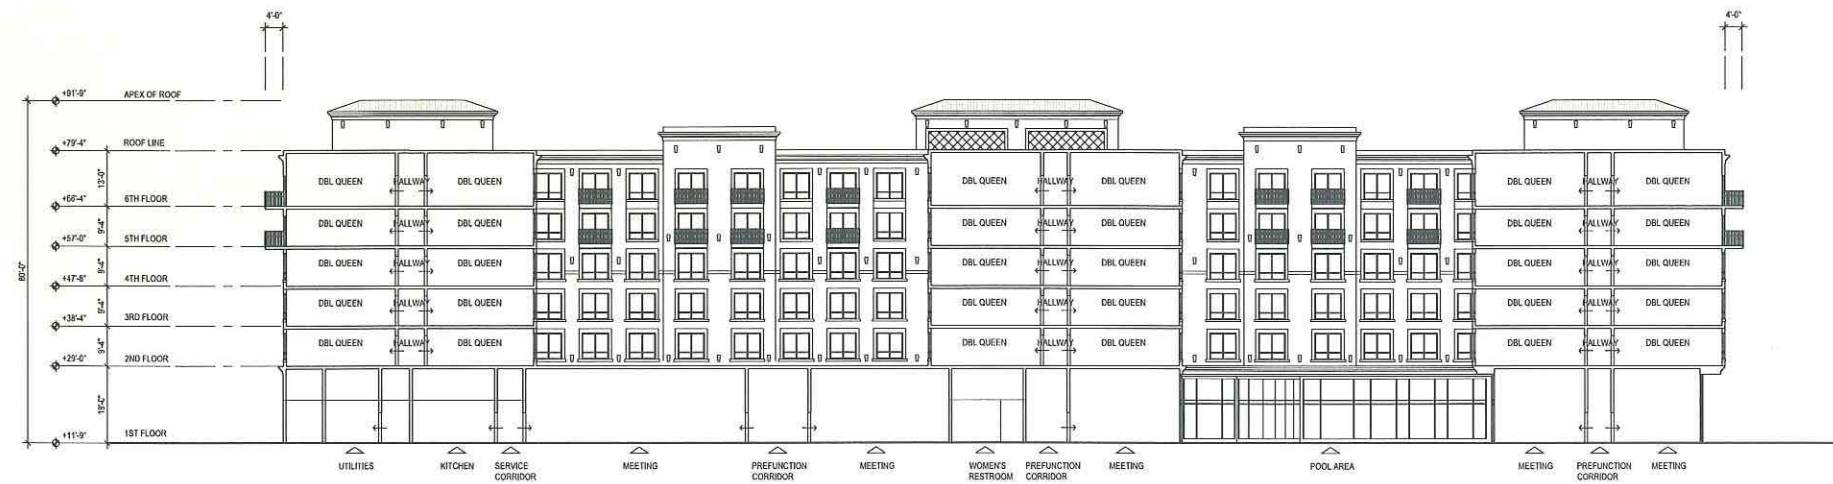 4'-0"
4'-0"
+91'-9"
APEX OF ROOF
+79'-4"
ROOF LINE
13'-0"
DBL QUEEN HALLWAY DBL QUEEN
DBL QUEEN HALLWAY DBL QUEEN
DBL QUEEN HALLWAY DBL QUEEN
+66'-4"
6TH FLOOR
9'-4"
DBL QUEEN HALLWAY DBL QUEEN
DBL QUEEN HALLWAY DBL QUEEN
DBL QUEEN HALLWAY DBL QUEEN
+57'-0"
5TH FLOOR
80'-0"
9'-4"
DBL QUEEN HALLWAY DBL QUEEN
DBL QUEEN HALLWAY DBL QUEEN
DBL QUEEN HALLWAY DBL QUEEN
+47'-8"
4TH FLOOR
9'-4"
DBL QUEEN HALLWAY DBL QUEEN
DBL QUEEN HALLWAY DBL QUEEN
DBL QUEEN HALLWAY DBL QUEEN
+38'-4"
3RD FLOOR
9'-4"
DBL QUEEN HALLWAY DBL QUEEN
DBL QUEEN HALLWAY DBL QUEEN
DBL QUEEN HALLWAY DBL QUEEN
+29'-0"
2ND FLOOR
+11'-9"
1ST FLOOR
UTILITIES
KITCHEN
SERVICE
CORRIDOR
MEETING
PREFUNCTION
CORRIDOR
MEETING
WOMEN'S
RESTROOM
PREFUNCTION
CORRIDOR
MEETING
POOL AREA
MEETING
PREFUNCTION
CORRIDOR
MEETING